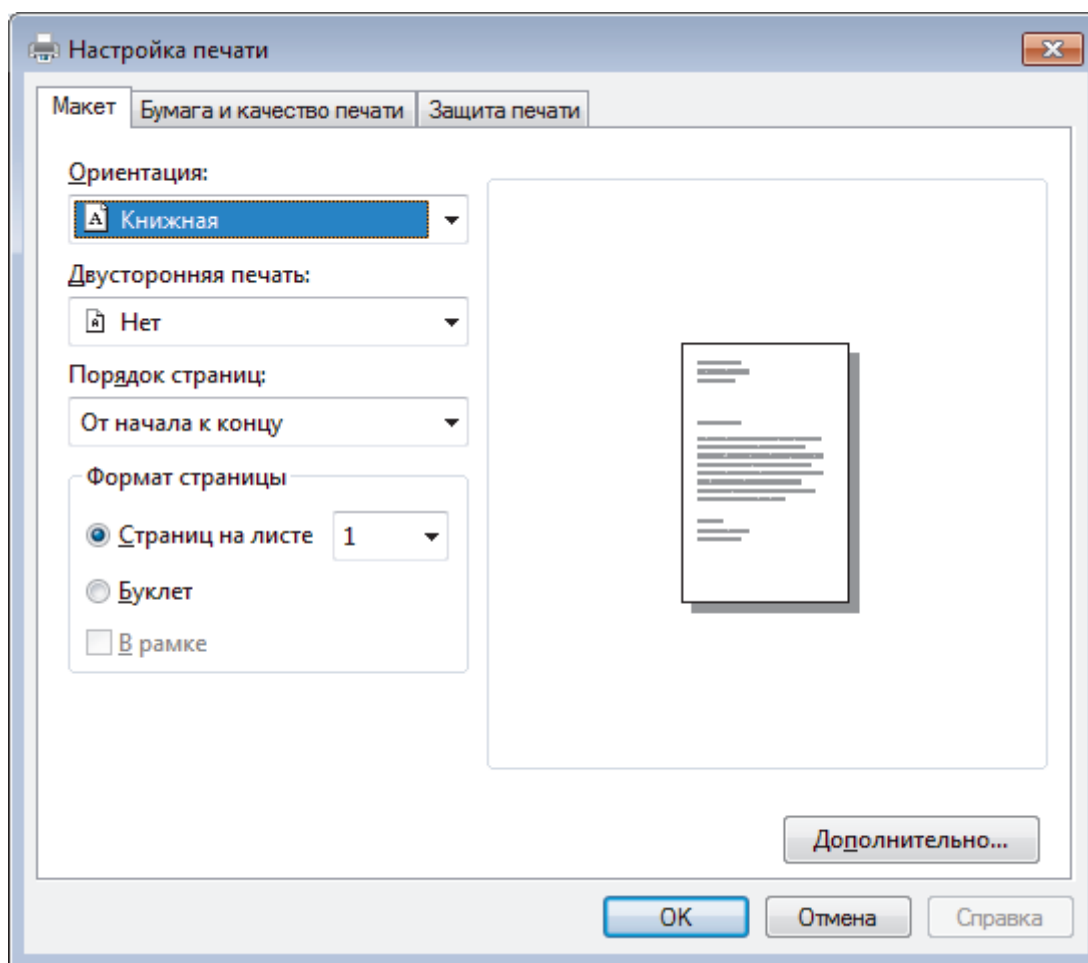 Настройка печати
Макет
Бумага и качество печати
Защита печати
Ориентация:
A Книжная
Двусторонняя печать:
A Нет
Порядок страниц:
От начала к концу
Формат страницы
Страниц на листе 1
Буклет
В рамке
Дополнительно...
OK
Отмена
Справка